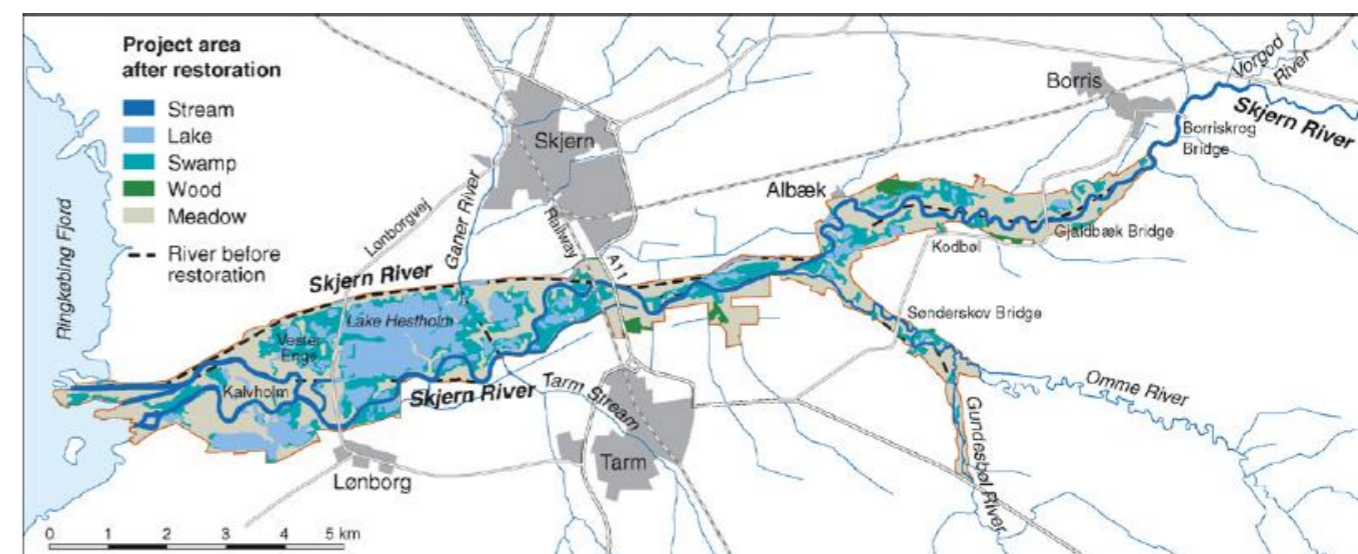 Project area
after restoration
Stream
Lake
Swamp
Wood
Meadow
River before
restoration
Ringkøbing Fjord
Lønborgvej
Ganer River
Skjern
Railway
A11
Skjern River
Lake Hestholm
Vester
Enge
Kalvholm
Skjern River
Tarm Stream
Tarm
Lønborg
Albæk
Borris
Vorgod
River
Skjern River
Borriskrog
Bridge
Gjaldbæk Bridge
Kodbøl
Sønderskov Bridge
Omme River
Gundesbøl River
0 1 2 3 4 5 km